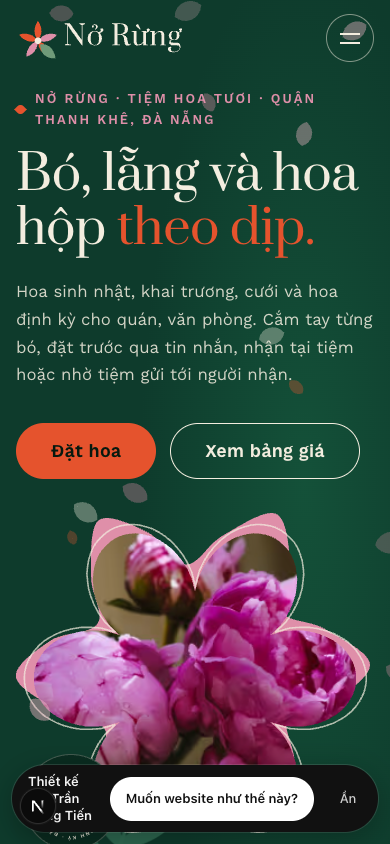 Nở Rừng
NỞ RỪNG · TIỆM HOA TƯƠI · QUẬN
THANH KHÊ, ĐÀ NẴNG
Bó, lẵng và hoa
hộp theo dịp.
Hoa sinh nhật, khai trương, cưới và hoa
định kỳ cho quán, văn phòng. Cắm tay từng
bó, đặt trước qua tin nhắn, nhận tại tiệm
hoặc nhờ tiệm gửi tới người nhận.
Đặt hoa
Xem bảng giá
Thiết kế
Trần
Tiến
Muốn website như thế này?
Ẩn
N